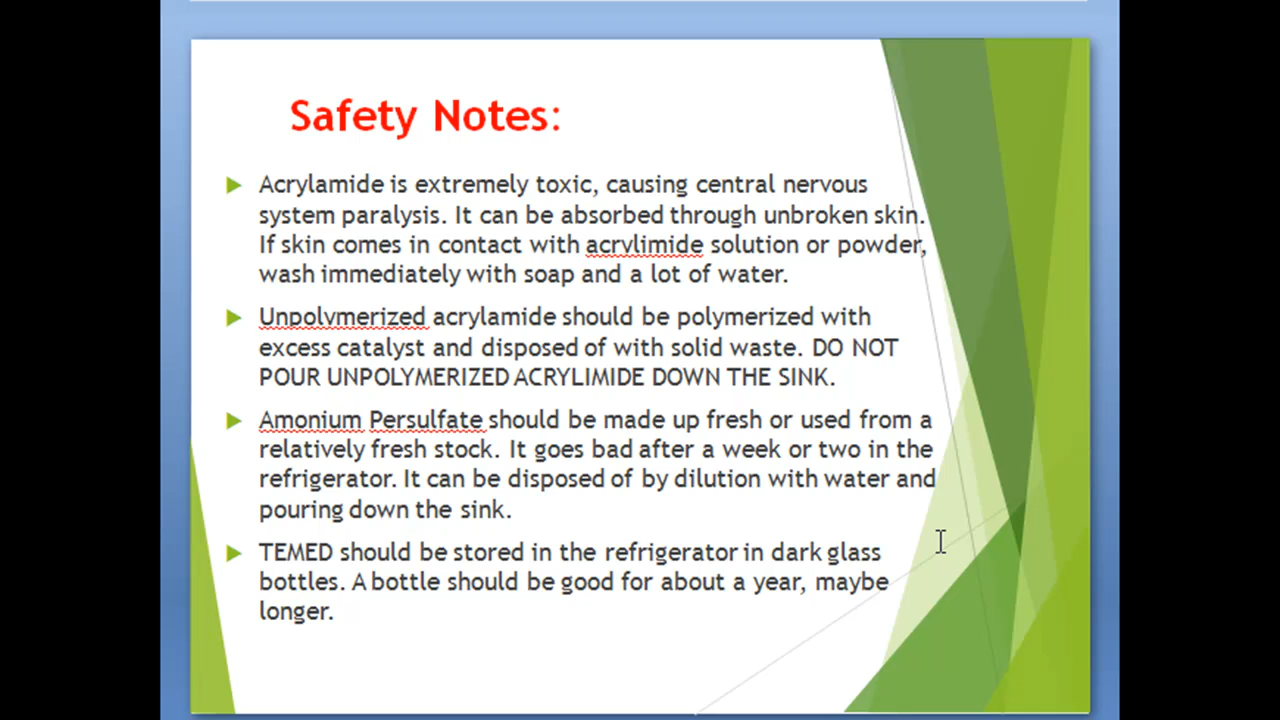 Safety Notes:
Acrylamide is extremely toxic, causing central nervous
system paralysis. It can be absorbed through unbroken skin.
If skin comes in contact with acrylimide solution or powder,
wash immediately with soap and a lot of water.
Unpolymerized acrylamide should be polymerized with
excess catalyst and disposed of with solid waste. DO NOT
POUR UNPOLYMERIZED ACRYLIMIDE DOWN THE SINK.
Amonium Persulfate should be made up fresh or used from a
relatively fresh stock. It goes bad after a week or two in the
refrigerator. It can be disposed of by dilution with water and
pouring down the sink.
TEMED should be stored in the refrigerator in dark glass
bottles. A bottle should be good for about a year, maybe
longer.